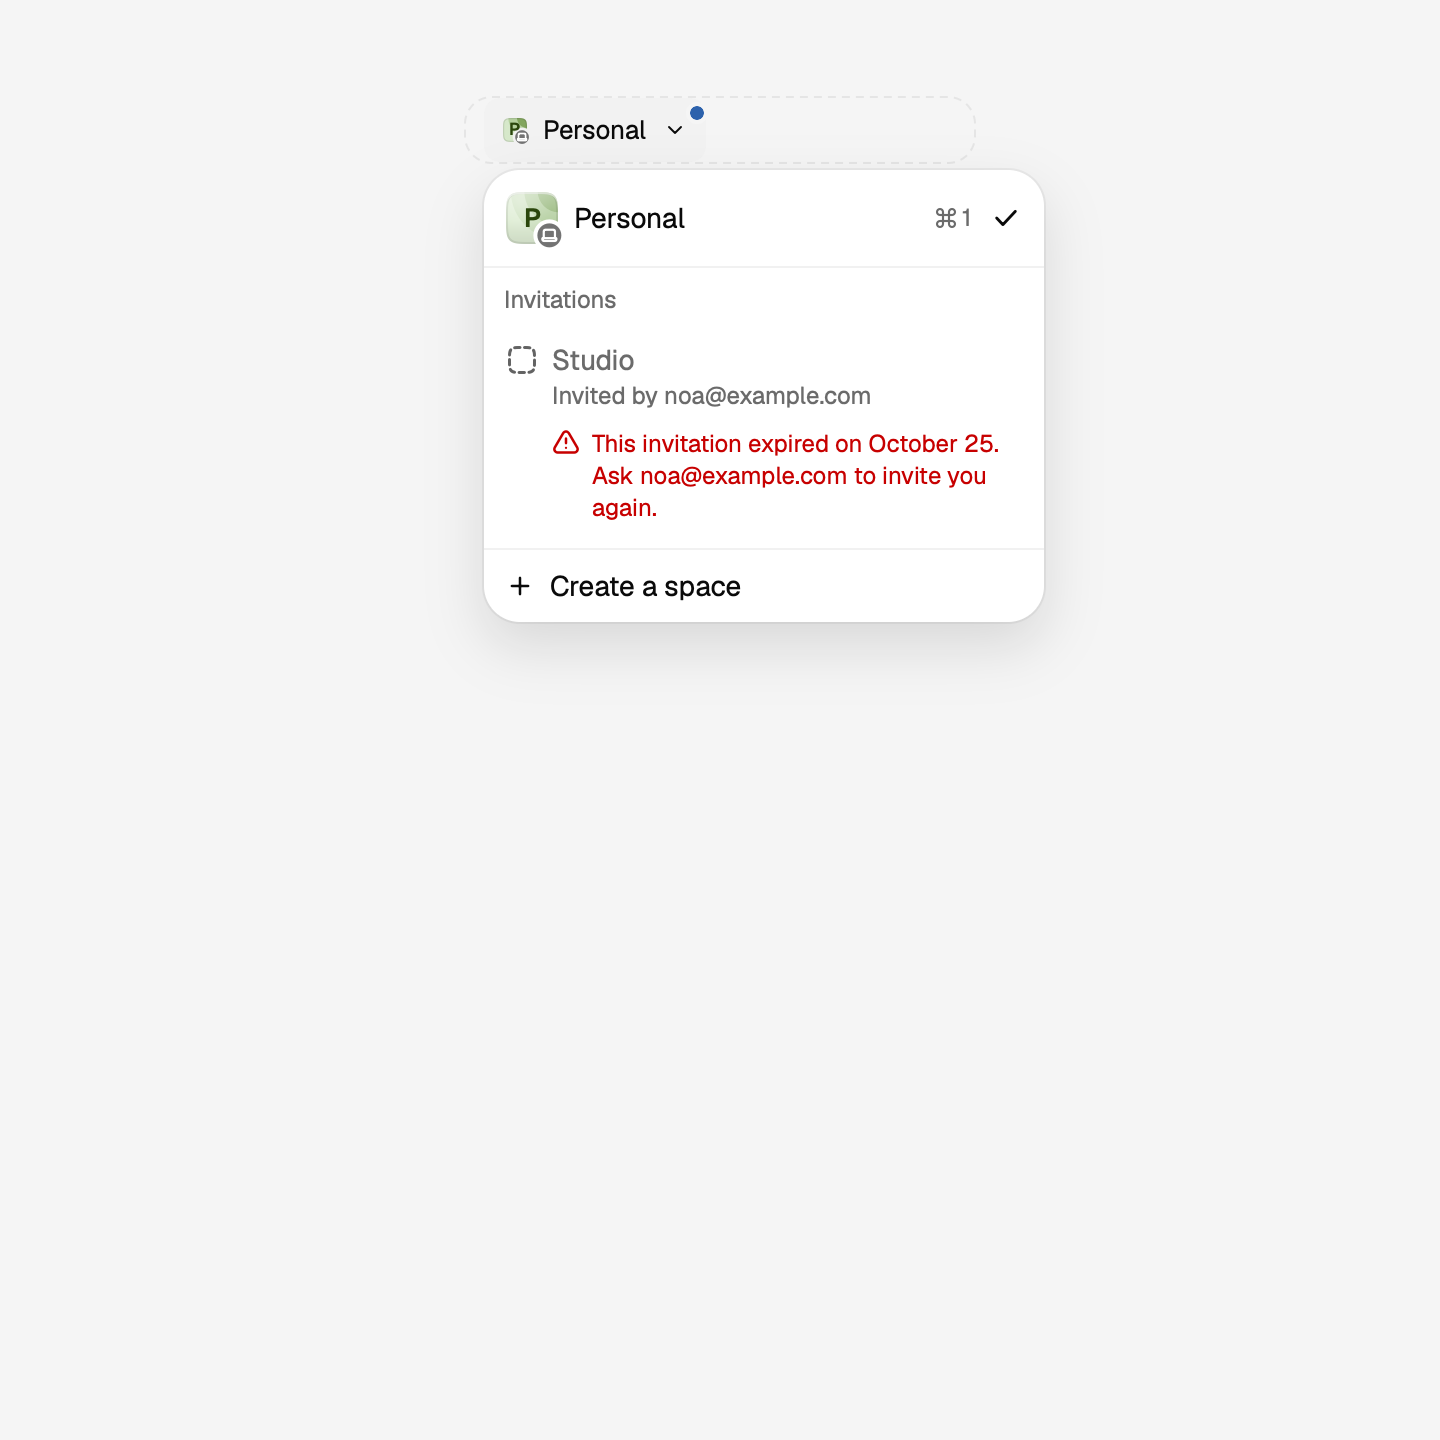 P Personal
P Personal ⌘1
Invitations
Studio
Invited by noa@example.com
This invitation expired on October 25.
Ask noa@example.com to invite you
again.
Create a space